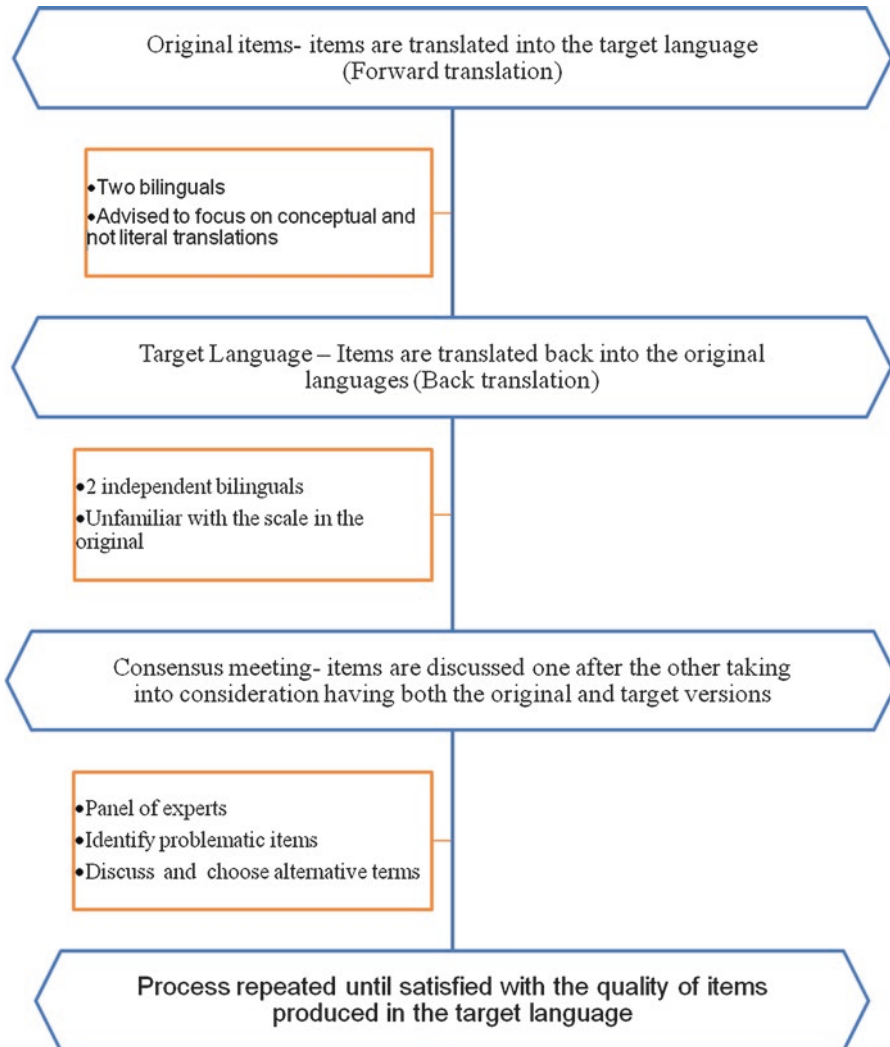 Original items- items are translated into the target language
(Forward translation)
•Two bilinguals
•Advised to focus on conceptual and
not literal translations
Target Language – Items are translated back into the original
languages (Back translation)
•2 independent bilinguals
•Unfamiliar with the scale in the
original
Consensus meeting- items are discussed one after the other taking
into consideration having both the original and target versions
•Panel of experts
•Identify problematic items
•Discuss and choose alternative terms
Process repeated until satisfied with the quality of items
produced in the target language